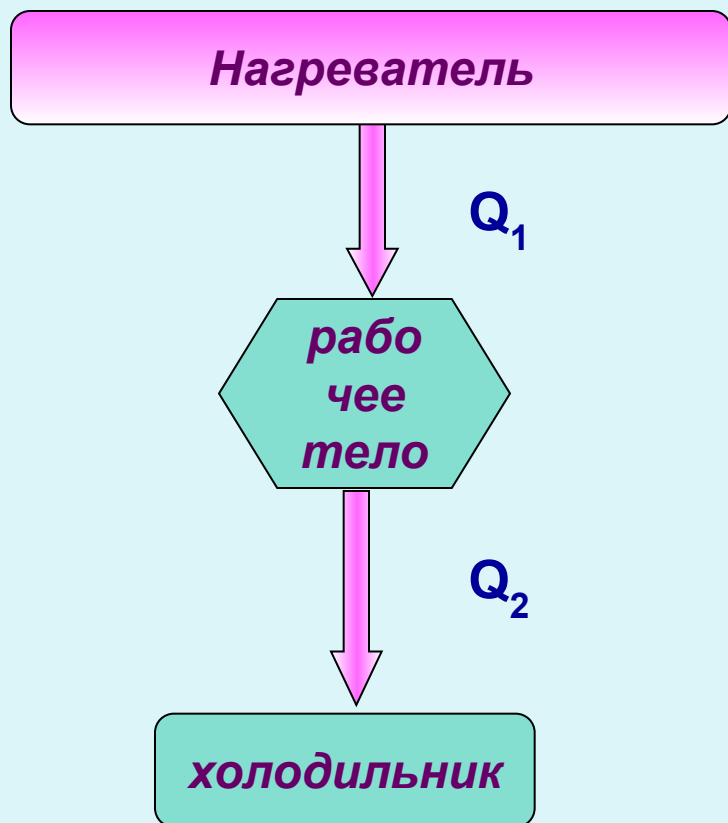 Нагреватель
Q₁
рабо
чее
тело
Q₂
холодильник